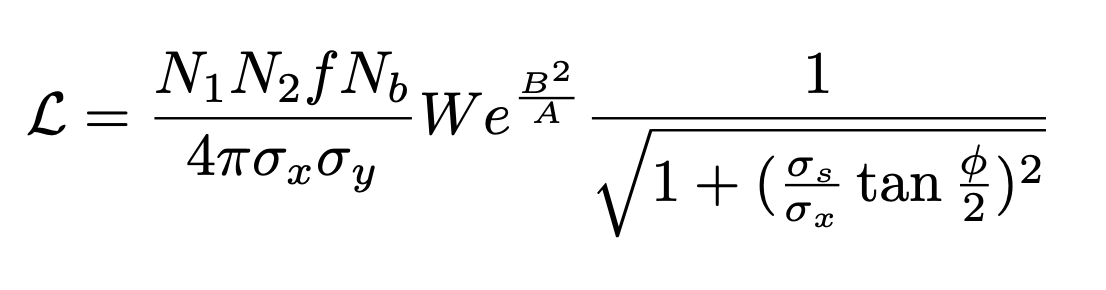 $\mathcal{L} = \frac{N_1 N_2 f N_b}{4\pi\sigma_x\sigma_y} W e^{\frac{B^2}{A}} \frac{1}{\sqrt{1 + (\frac{\sigma_s}{\sigma_x} \tan \frac{\phi}{2})^2}}$